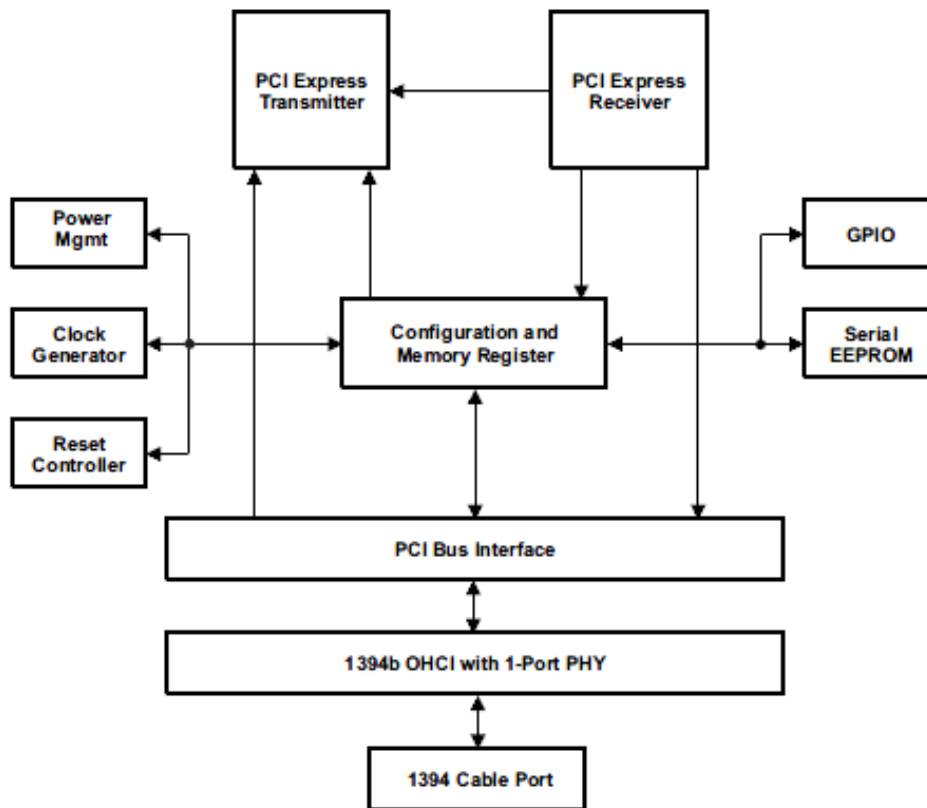 PCI Express
Transmitter
PCI Express
Receiver
Power
Mgmt
GPIO
Clock
Generator
Configuration and
Memory Register
Serial
EEPROM
Reset
Controller
PCI Bus Interface
1394b OHCI with 1-Port PHY
1394 Cable Port